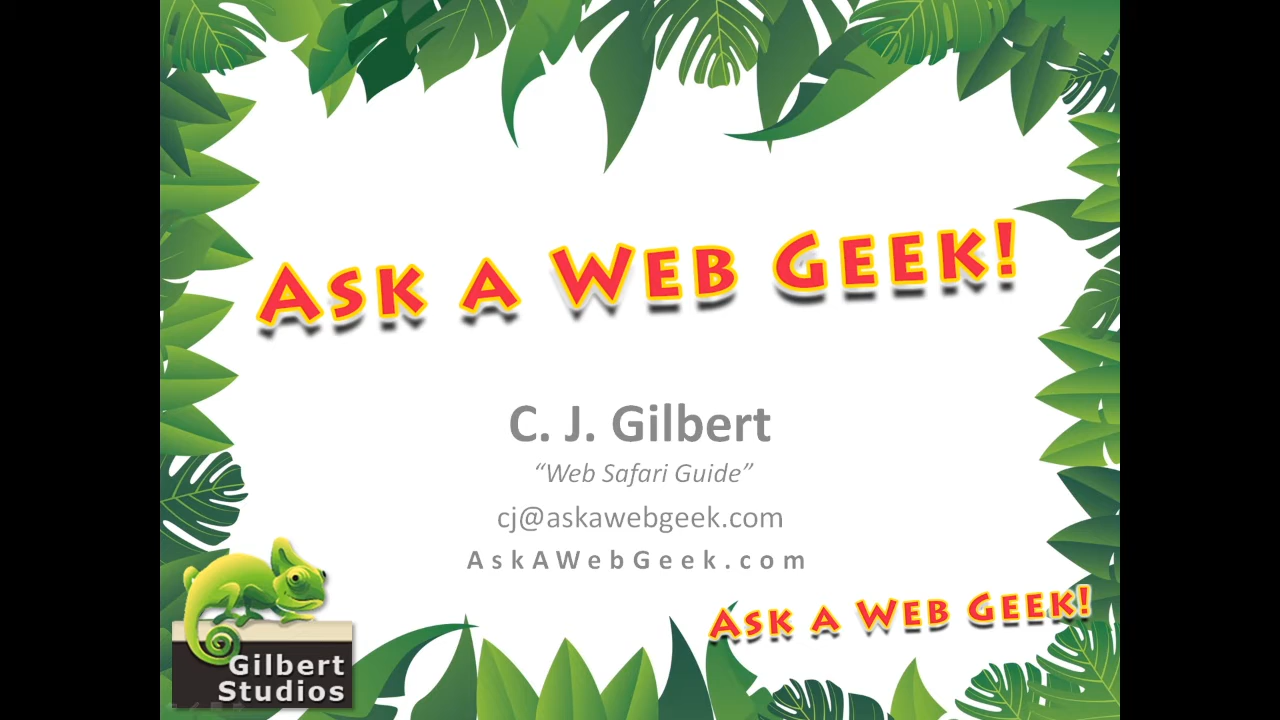 Ask a Web Geek!
C. J. Gilbert
“Web Safari Guide”
cj@askawebgeek.com
AskAWebGeek.com
Ask a Web Geek!
Gilbert
Studios